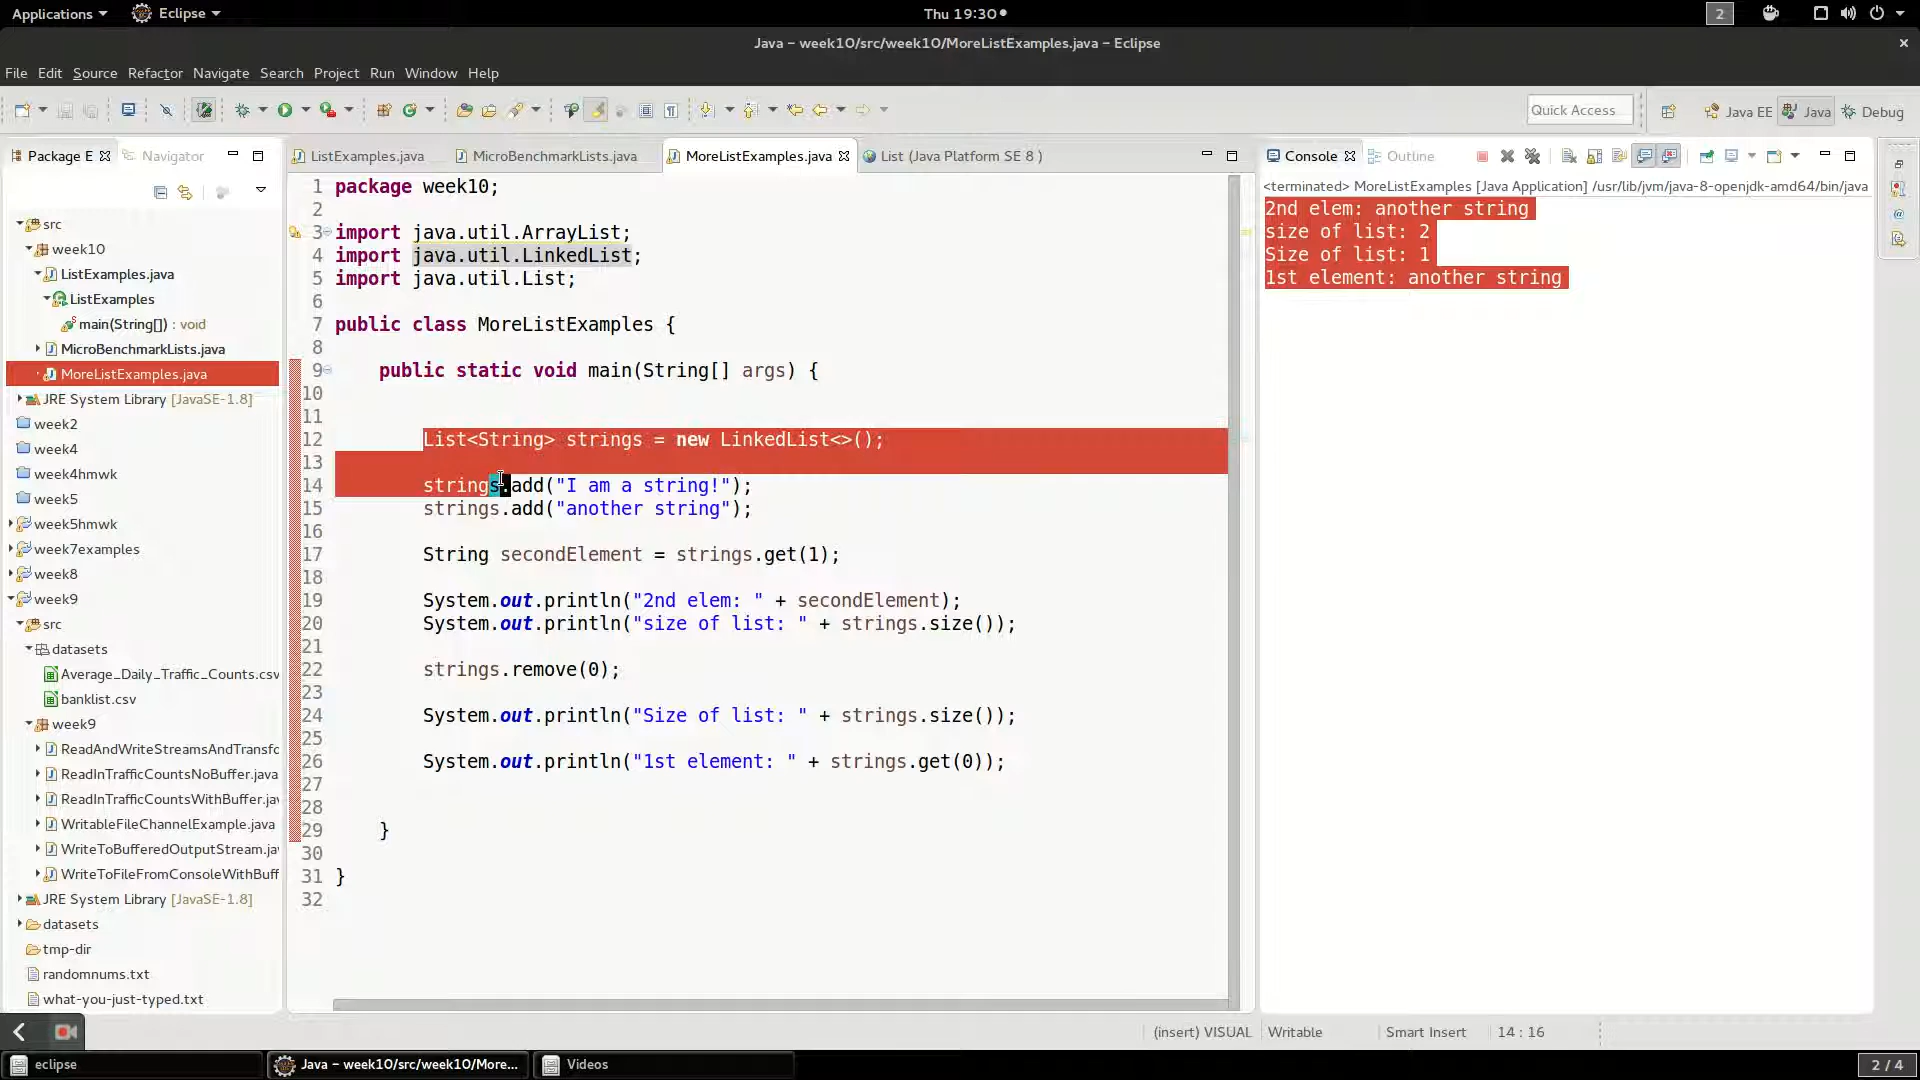 Applications
Eclipse
Thu 19:30
2
Java – week10/src/week10/MoreListExamples.java – Eclipse
File Edit Source Refactor Navigate Search Project Run Window Help
Quick Access
Java EE
Java
Debug
Package E
Navigator
ListExamples.java
MicroBenchmarkLists.java
MoreListExamples.java
List (Java Platform SE 8 )
Console
Outline
src
week10
ListExamples.java
ListExamples
main(String[]) : void
MicroBenchmarkLists.java
MoreListExamples.java
JRE System Library [JavaSE-1.8]
week2
week4
week4hmwk
week5
week5hmwk
week7examples
week8
week9
src
datasets
Average_Daily_Traffic_Counts.csv
banklist.csv
week9
ReadAndWriteStreamsAndTransfo
ReadInTrafficCountsNoBuffer.java
ReadInTrafficCountsWithBuffer.jav
WritableFileChannelExample.java
WriteToBufferedOutputStream.jav
WriteToFileFromConsoleWithBuff
JRE System Library [JavaSE-1.8]
datasets
tmp-dir
randomnums.txt
what-you-just-typed.txt
1 package week10;
2
3 import java.util.ArrayList;
4 import java.util.LinkedList;
5 import java.util.List;
6
7 public class MoreListExamples {
8
9 public static void main(String[] args) {
10
11
12 List<String> strings = new LinkedList<>();
13
14 strings.add("I am a string!");
15 strings.add("another string");
16
17 String secondElement = strings.get(1);
18
19 System.out.println("2nd elem: " + secondElement);
20 System.out.println("size of list: " + strings.size());
21
22 strings.remove(0);
23
24 System.out.println("Size of list: " + strings.size());
25
26 System.out.println("1st element: " + strings.get(0));
27
28
29 }
30
31 }
32
<terminated> MoreListExamples [Java Application] /usr/lib/jvm/java-8-openjdk-amd64/bin/java
2nd elem: another string
size of list: 2
Size of list: 1
1st element: another string
(insert) VISUAL
Writable
Smart Insert
14 : 16
eclipse
Java – week10/src/week10/More...
Videos
2 / 4